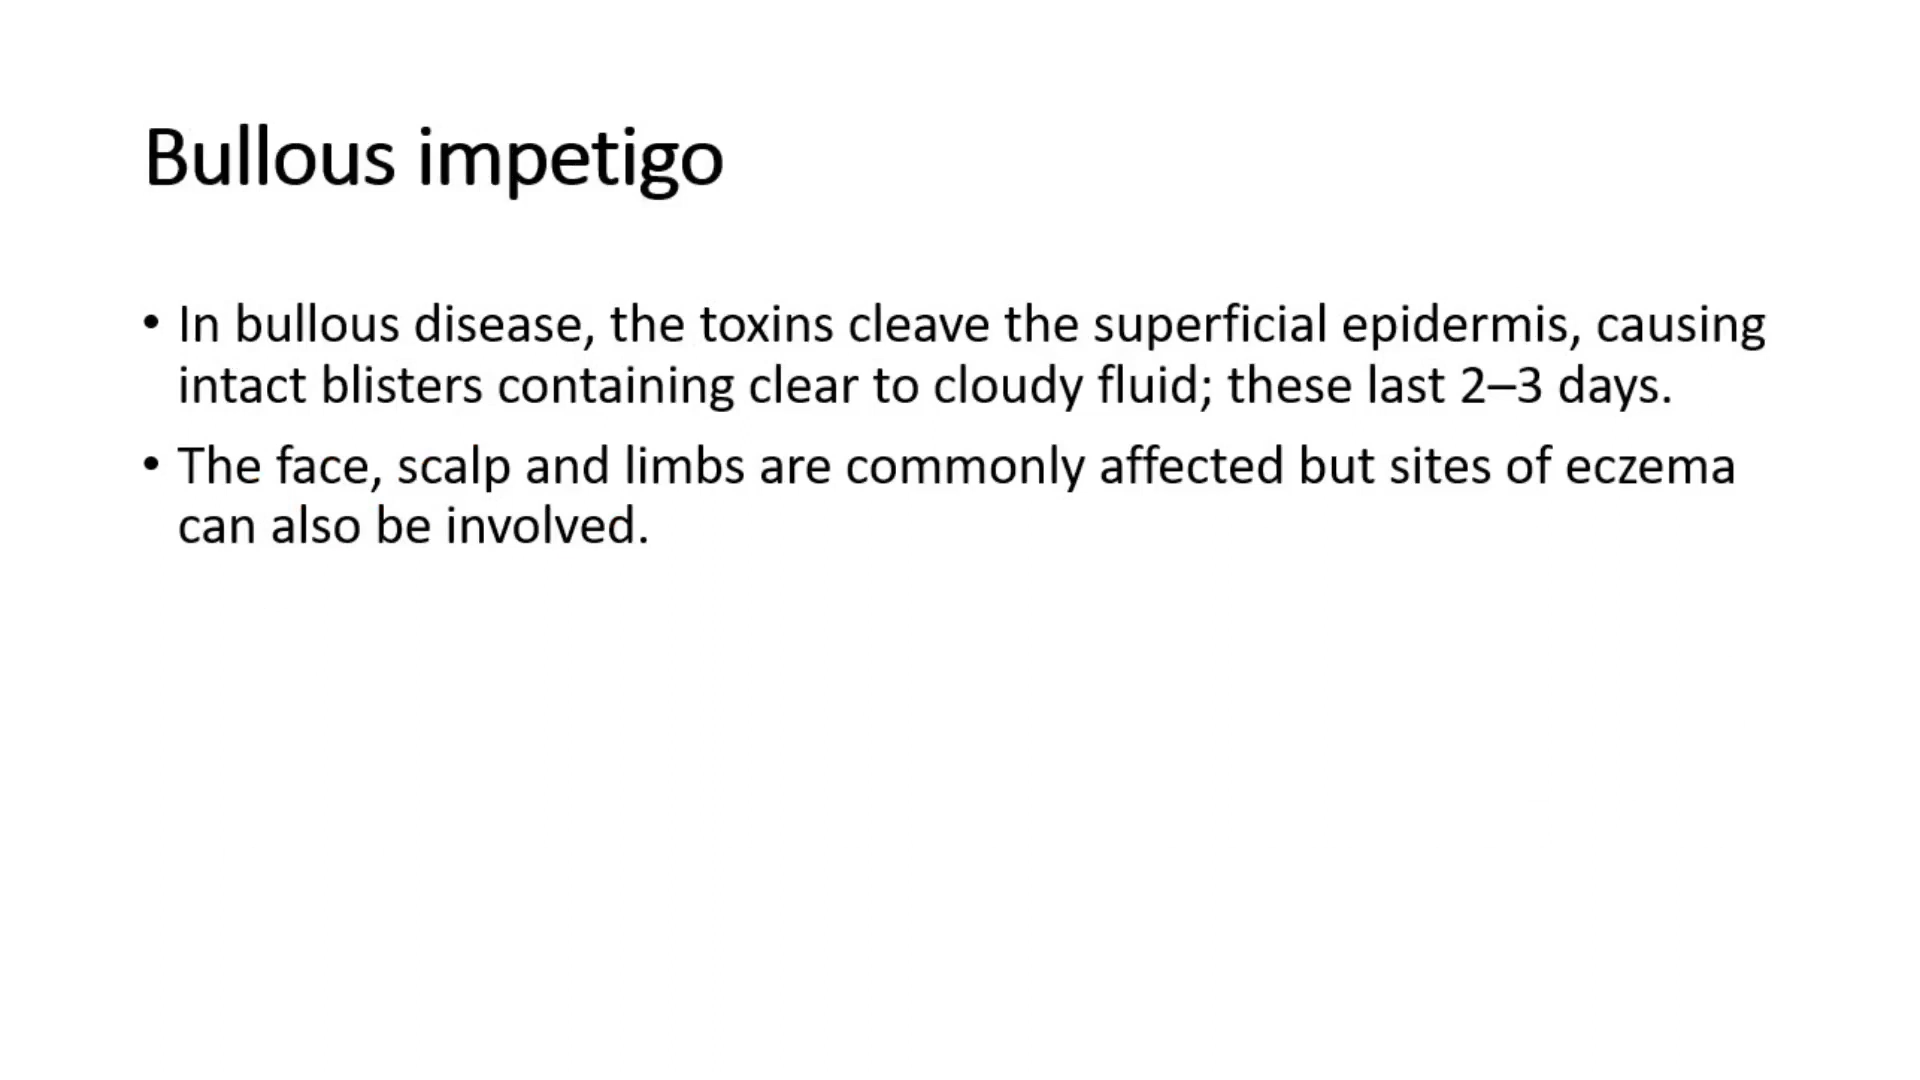 Bullous impetigo
• In bullous disease, the toxins cleave the superficial epidermis, causing
intact blisters containing clear to cloudy fluid; these last 2–3 days.
• The face, scalp and limbs are commonly affected but sites of eczema
can also be involved.